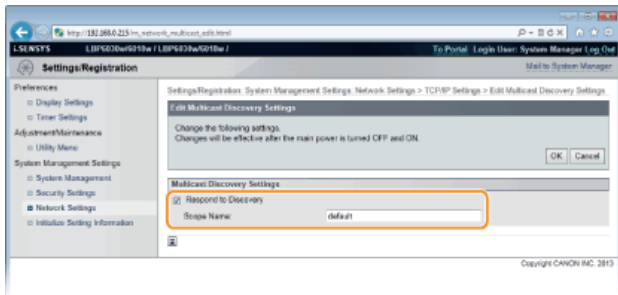 http://192.168.0.215/m_network_multicast_edit.html
LSENSYS LBP6030w/6018w / LBP6030w/6018w / To Portal Login User: System Manager Log Out
Settings/Registration Mail to System Manager
Preferences
Display Settings
Timer Settings
Adjustment/Maintenance
Utility Menu
System Management Settings
System Management
Security Settings
Network Settings
Initialize Setting Information
Settings/Registration: System Management Settings: Network Settings > TCP/IP Settings > Edit Multicast Discovery Settings
Edit Multicast Discovery Settings
Change the following settings.
Changes will be effective after the main power is turned OFF and ON.
OK Cancel
Multicast Discovery Settings
Respond to Discovery
Scope Name: default
Copyright CANON INC. 2013